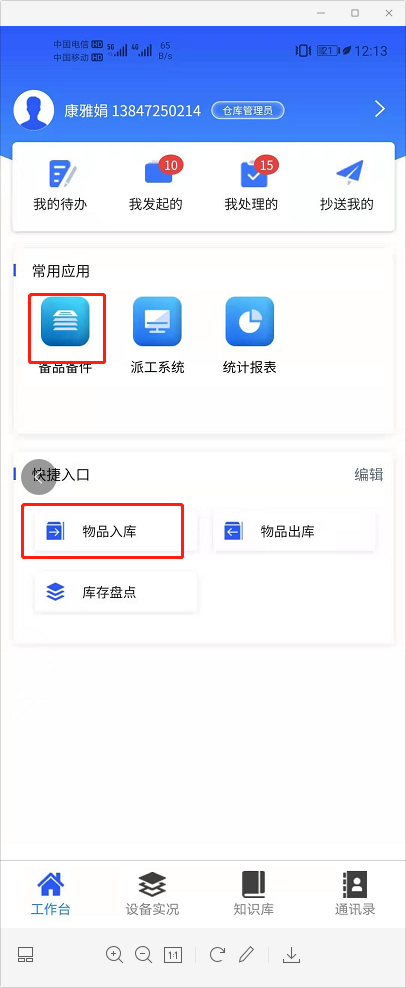 中国电信 HD 5G 4G 65
中国移动 HD B/s
21 12:13
康雅娟 13847250214 仓库管理员
10 15
我的待办 我发起的 我处理的 抄送我的
常用应用
备品备件 派工系统 统计报表
快捷入口 编辑
物品入库 物品出库
库存盘点
工作台 设备实况 知识库 通讯录
1:1